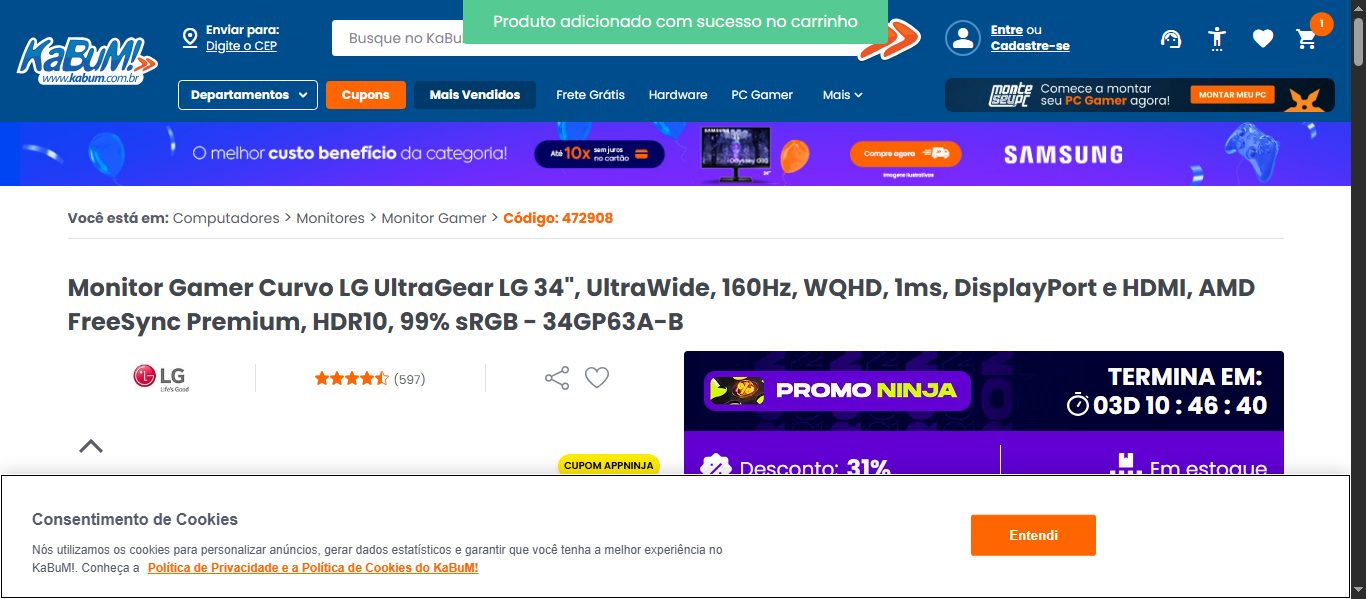 Produto adicionado com sucesso no carrinho
KaBuM!
www.kabum.com.br
Enviar para:
Digite o CEP
Busque no KaBu
Entre ou
Cadastre-se
1
Departamentos
Cupons
Mais Vendidos
Frete Grátis
Hardware
PC Gamer
Mais
monte seu PC
Comece a montar
seu PC Gamer agora!
MONTAR MEU PC
O melhor custo benefício da categoria!
Até 10x sem juros
no cartão
SAMSUNG
Odyssey G30
24"
Compre agora
Imagens ilustrativas
SAMSUNG
Você está em: Computadores > Monitores > Monitor Gamer > Código: 472908
Monitor Gamer Curvo LG UltraGear LG 34", UltraWide, 160Hz, WQHD, 1ms, DisplayPort e HDMI, AMD
FreeSync Premium, HDR10, 99% sRGB - 34GP63A-B
LG
Life's Good
(597)
PROMO NINJA
TERMINA EM:
03D 10 : 46 : 40
CUPOM APPNINJA
Desconto: 31%
Em estoque
Consentimento de Cookies
Nós utilizamos os cookies para personalizar anúncios, gerar dados estatísticos e garantir que você tenha a melhor experiência no
KaBuM!. Conheça a Política de Privacidade e a Política de Cookies do KaBuM!
Entendi